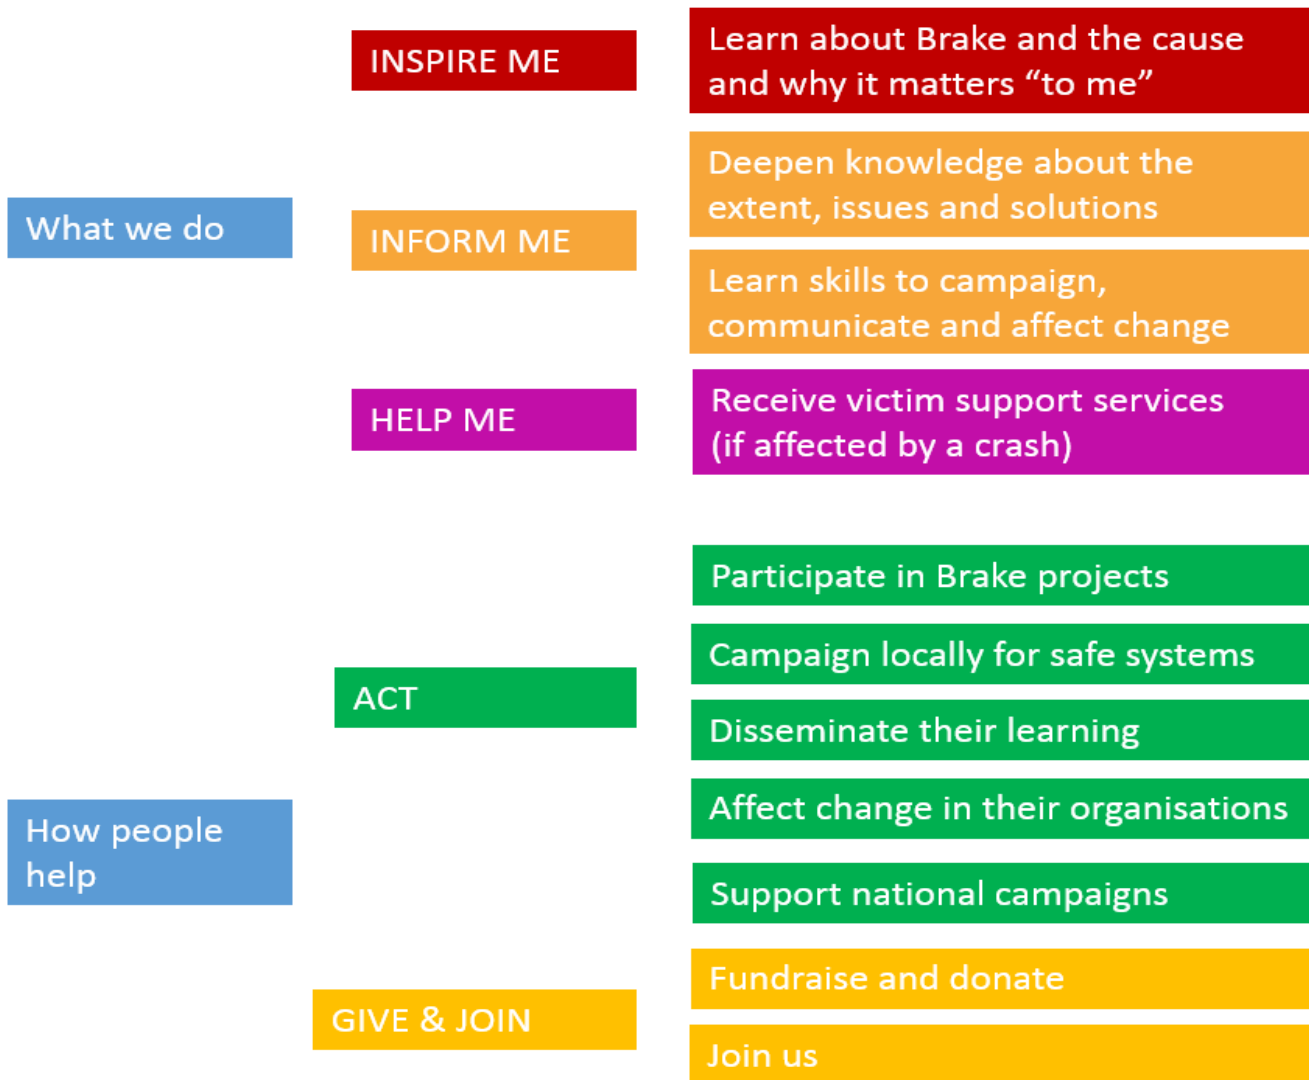 What we do
INSPIRE ME
Learn about Brake and the cause
and why it matters “to me”
INFORM ME
Deepen knowledge about the
extent, issues and solutions
Learn skills to campaign,
communicate and affect change
HELP ME
Receive victim support services
(if affected by a crash)
How people
help
ACT
Participate in Brake projects
Campaign locally for safe systems
Disseminate their learning
Affect change in their organisations
Support national campaigns
GIVE & JOIN
Fundraise and donate
Join us